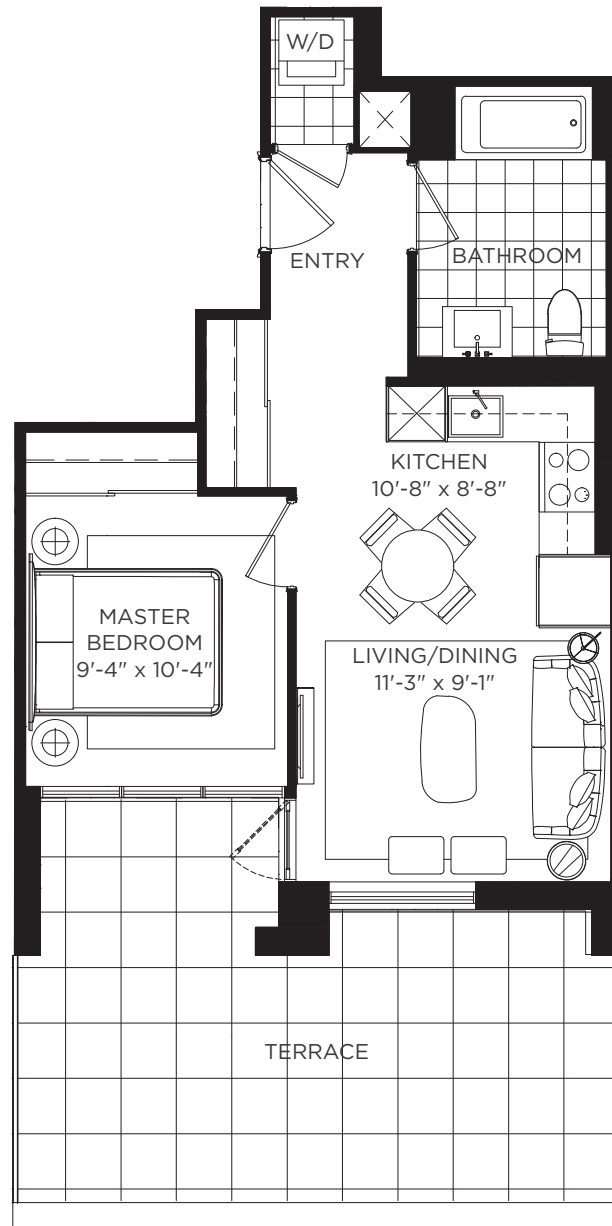 W/D
ENTRY
BATHROOM
KITCHEN
10'-8" x 8'-8"
MASTER
BEDROOM
9'-4" x 10'-4"
LIVING/DINING
11'-3" x 9'-1"
TERRACE